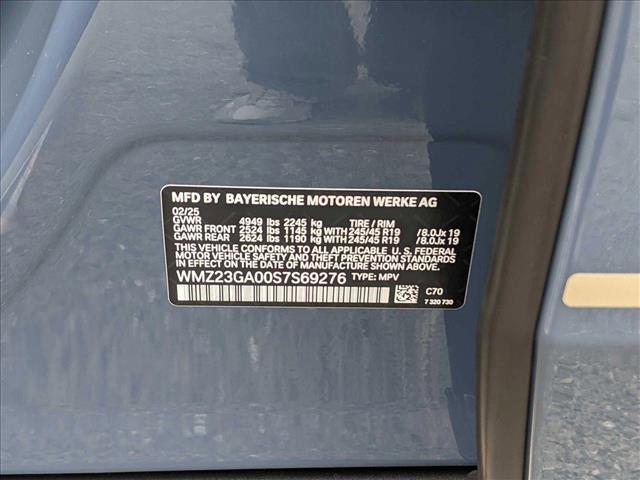 MFD BY BAYERISCHE MOTOREN WERKE AG
02/25
GVWR 4949 lbs 2245 kg TIRE / RIM
GAWR FRONT 2524 lbs 1145 kg WITH 245/45 R19 /8.0Jx 19
GAWR REAR 2624 lbs 1190 kg WITH 245/45 R19 /8.0Jx 19
THIS VEHICLE CONFORMS TO ALL APPLICABLE U.S. FEDERAL
MOTOR VEHICLE SAFETY, BUMPER, AND THEFT PREVENTION
STANDARDS IN EFFECT ON THE DATE OF MANUFACTURE SHOWN ABOVE.
WMZ23GA00S7S69276 TYPE: MPV
C70
7 320 730